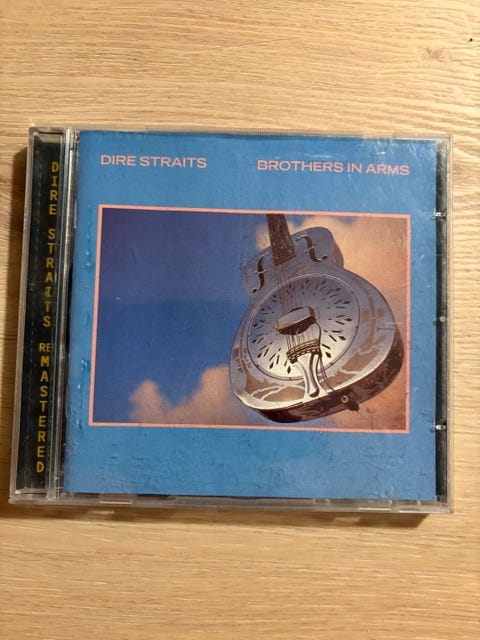 DIRE STRAITS
BROTHERS IN ARMS
DIRE STRAITS REMASTERED